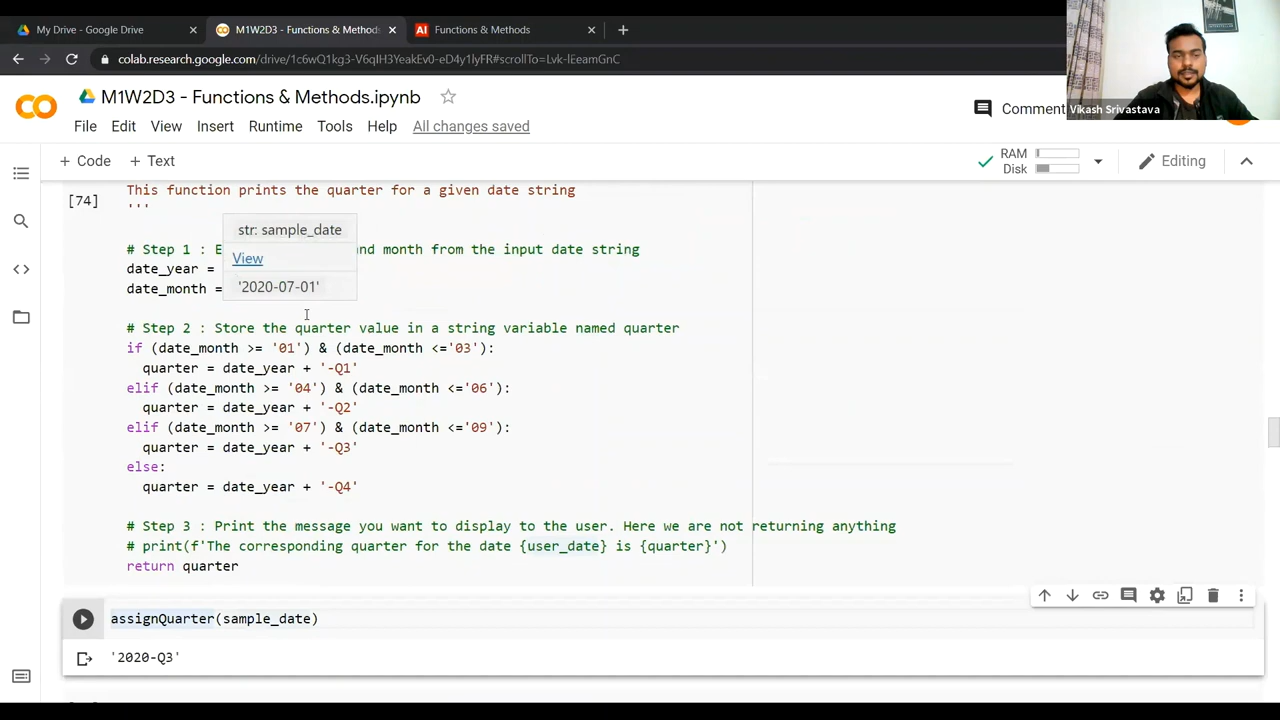 My Drive - Google Drive
M1W2D3 - Functions & Methods
Functions & Methods
colab.research.google.com/drive/1c6wQ1kg3-V6qIH3YeakEv0-eD4y1lyFR#scrollTo=Lvk-lEeamGnC
M1W2D3 - Functions & Methods.ipynb
Comment
Vikash Srivastava
File Edit View Insert Runtime Tools Help All changes saved
+ Code + Text
RAM
Disk
Editing
This function prints the quarter for a given date string
[74]
'''
str: sample_date
# Step 1 : E nd month from the input date string
View
date_year =
date_month =
'2020-07-01'
# Step 2 : Store the quarter value in a string variable named quarter
if (date_month >= '01') & (date_month <='03'):
quarter = date_year + '-Q1'
elif (date_month >= '04') & (date_month <='06'):
quarter = date_year + '-Q2'
elif (date_month >= '07') & (date_month <='09'):
quarter = date_year + '-Q3'
else:
quarter = date_year + '-Q4'
# Step 3 : Print the message you want to display to the user. Here we are not returning anything
# print(f'The corresponding quarter for the date {user_date} is {quarter}')
return quarter
assignQuarter(sample_date)
'2020-Q3'